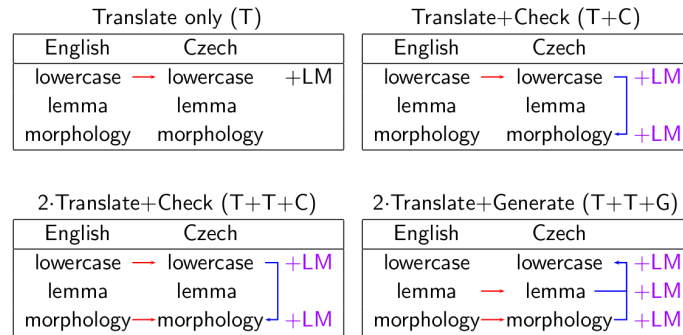 Translate only (T)
English Czech
lowercase lowercase +LM
lemma lemma
morphology morphology
Translate+Check (T+C)
English Czech
lowercase lowercase +LM
lemma lemma
morphology morphology +LM
2·Translate+Check (T+T+C)
English Czech
lowercase lowercase +LM
lemma lemma
morphology morphology +LM
2·Translate+Generate (T+T+G)
English Czech
lowercase lowercase +LM
lemma lemma +LM
morphology morphology +LM